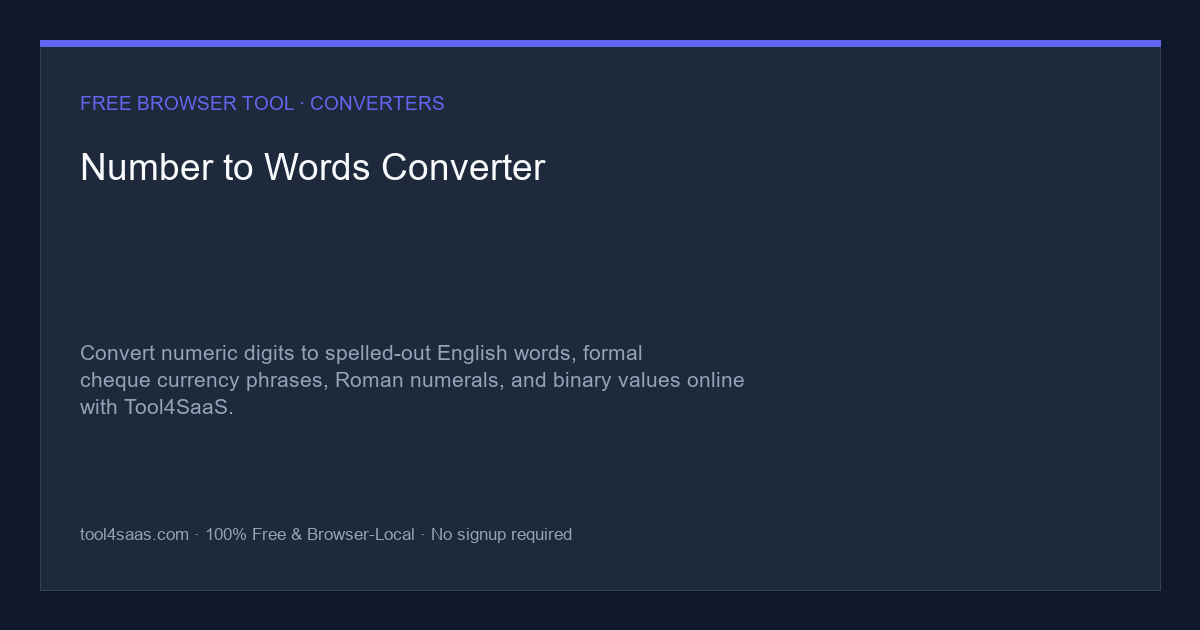 FREE BROWSER TOOL · CONVERTERS
Number to Words Converter
Convert numeric digits to spelled-out English words, formal
cheque currency phrases, Roman numerals, and binary values online
with Tool4SaaS.
tool4saas.com · 100% Free & Browser-Local · No signup required